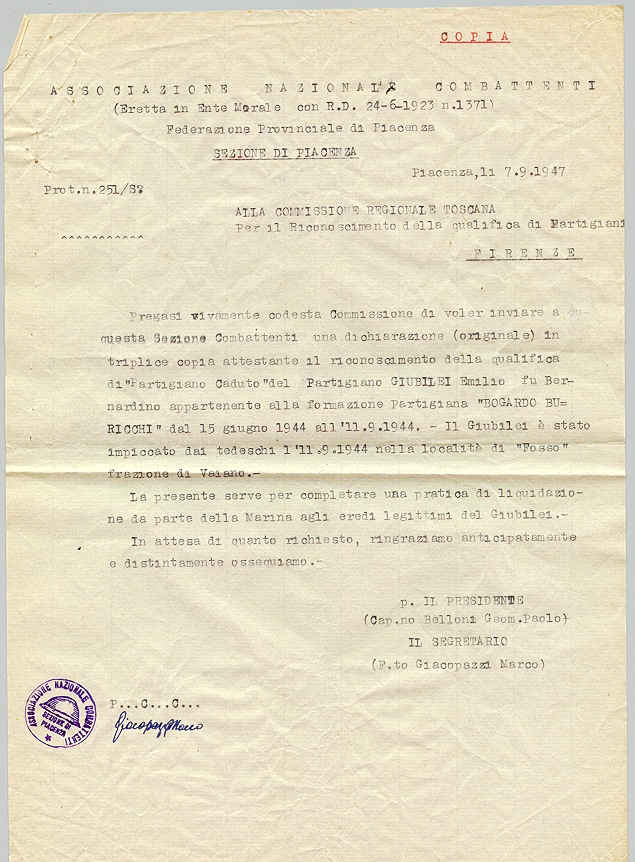 COPIA
ASSOCIAZIONE NAZIONALE COMBATTENTI
(Eretta in Ente Morale con R.D. 24-6-1923 n.1371)
Federazione Provinciale di Piacenza
SEZIONE DI PIACENZA
Piacenza,li 7.9.1947
Prot.n.251/S?
ALLA COMMISSIONE REGIONALE TOSCANA
Per il Riconoscimento della qualifica di Partigiani
^^^^^^^^^^^
FIRENZE
Pregasi vivamente codesta Commissione di voler inviare a
questa Sezione Combattenti una dichiarazione (originale) in
triplice copia attestante il riconoscimento della qualifica
di"Partigiano Caduto"del Partigiano GIUBILEI Emilio fu Ber-
nardino appartenente alla formazione Partigiana "BOGARDO BU=
RICCHI" dal 15 giugno 1944 all'11.9.1944. - Il Giubilei è stato
impiccato dai tedeschi l'11.9.1944 nella località di "Fosso"
frazione di Vaiano.-
La presente serve per completare una pratica di liquidazio-
ne da parte della Marina agli eredi legittimi del Giubilei.-
In attesa di quanto richiesto, ringraziamo anticipatamente
e distintamente ossequiamo.-
p. IL PRESIDENTE
(Cap.no Belloni Geom.Paolo)
IL SEGRETARIO
(F.to Giacopazzi Marco)
P...C...C...
Giacopazzi Marco
ASSOCIAZIONE NAZIONALE COMBATTENTI
SEZIONE DI
PIACENZA